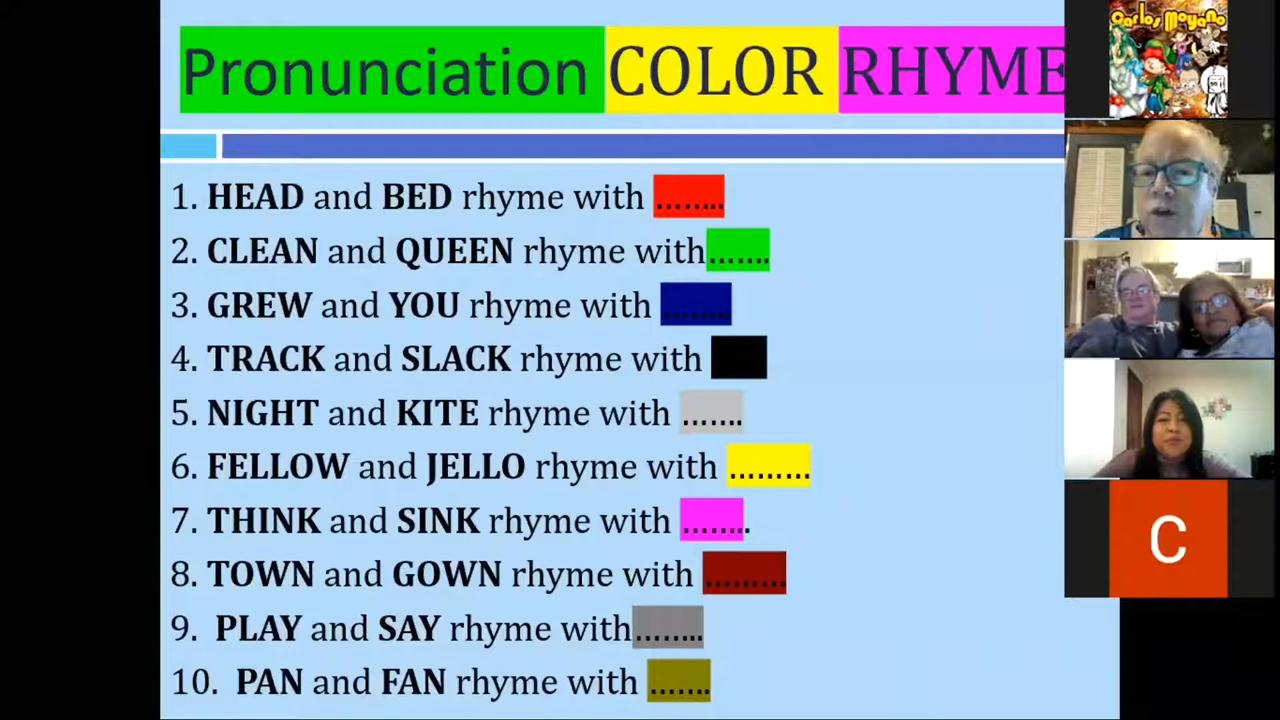 Pronunciation COLOR RHYME
1. HEAD and BED rhyme with ........
2. CLEAN and QUEEN rhyme with.......
3. GREW and YOU rhyme with ........
4. TRACK and SLACK rhyme with
5. NIGHT and KITE rhyme with .......
6. FELLOW and JELLO rhyme with .........
7. THINK and SINK rhyme with ........
8. TOWN and GOWN rhyme with .........
9. PLAY and SAY rhyme with........
10. PAN and FAN rhyme with .......
Carlos Moyano
C